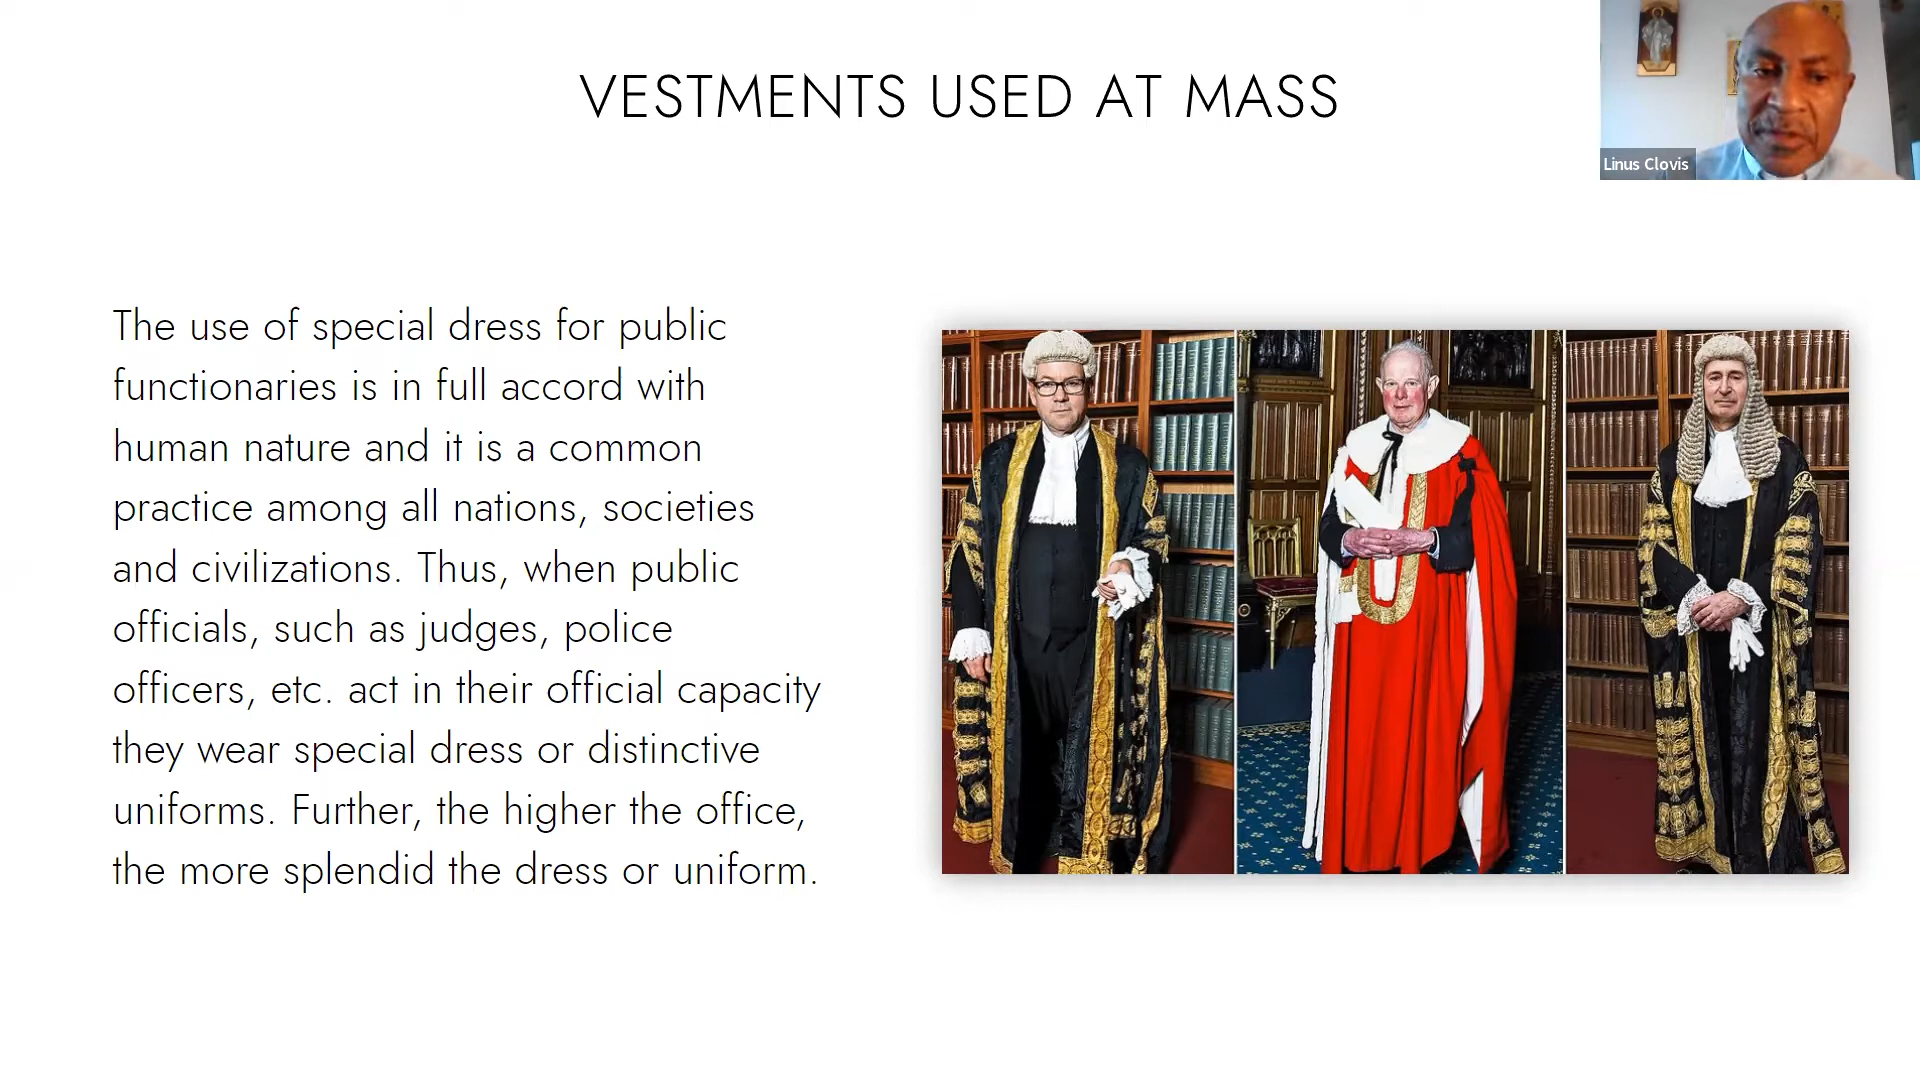 VESTMENTS USED AT MASS
Linus Clovis
The use of special dress for public
functionaries is in full accord with
human nature and it is a common
practice among all nations, societies
and civilizations. Thus, when public
officials, such as judges, police
officers, etc. act in their official capacity
they wear special dress or distinctive
uniforms. Further, the higher the office,
the more splendid the dress or uniform.